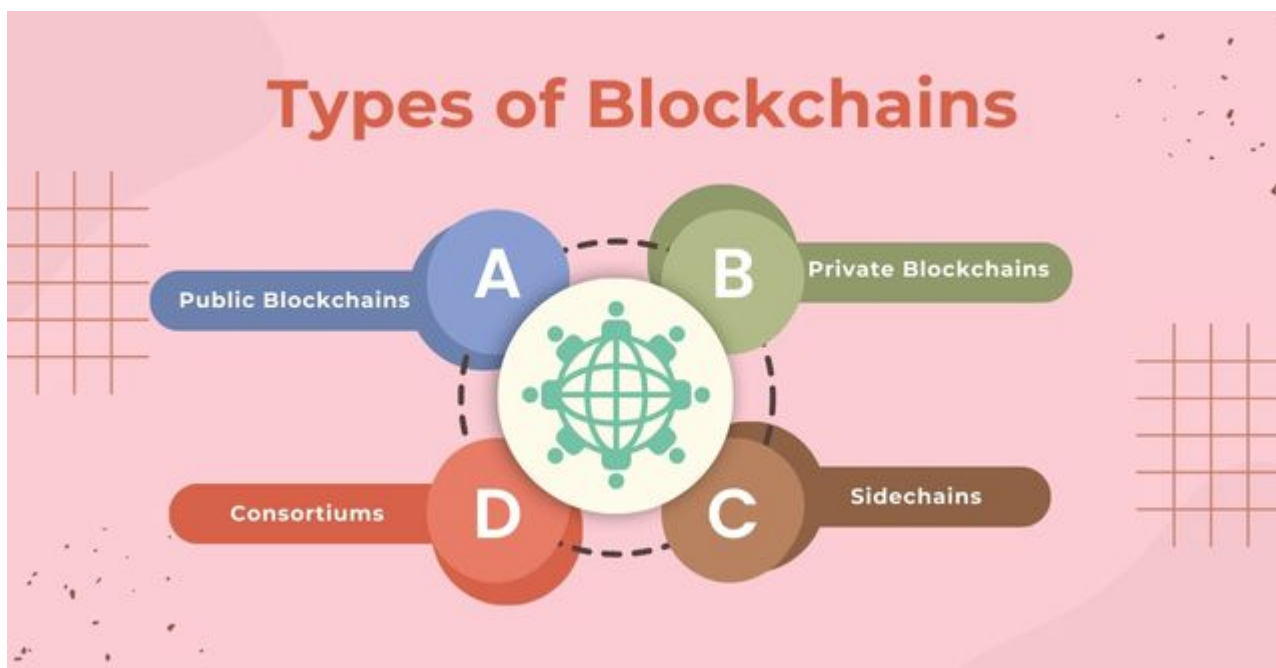 Types of Blockchains
A
Public Blockchains
B
Private Blockchains
C
Sidechains
D
Consortiums